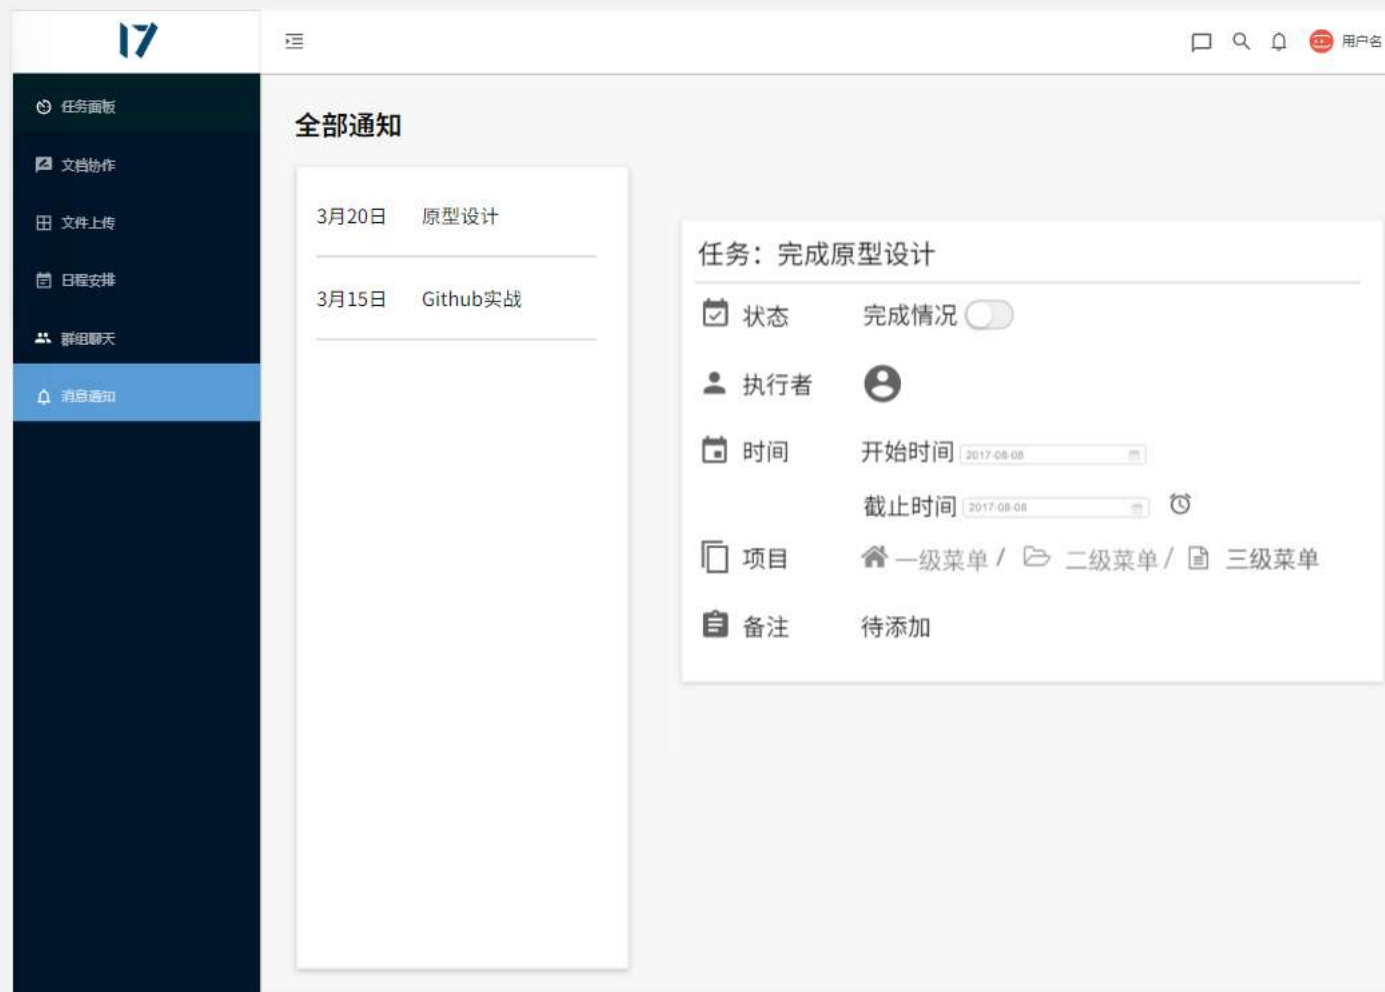 17
用户名
任务面板
文档协作
文件上传
日程安排
群组聊天
消息通知
全部通知
3月20日 原型设计
3月15日 Github实战
任务：完成原型设计
状态 完成情况
执行者
时间 开始时间 2017-08-08
截止时间 2017-08-08
项目 一级菜单 / 二级菜单 / 三级菜单
备注 待添加